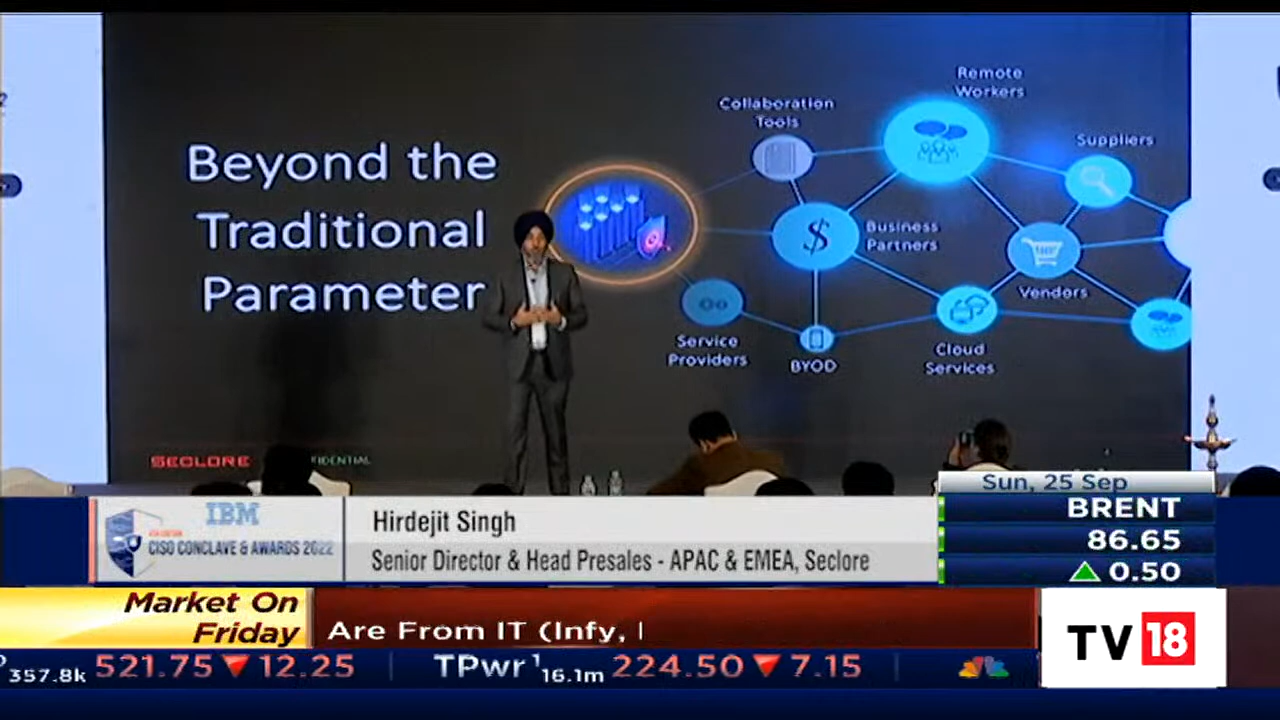 Beyond the
Traditional
Parameter
Collaboration
Tools
Remote
Workers
Suppliers
Business
Partners
Vendors
Service
Providers
BYOD
Cloud
Services
SECLORE
IDENTIAL
IBM
CISO CONCLAVE & AWARDS 2022
Hirdejit Singh
Senior Director & Head Presales - APAC & EMEA, Seclore
Sun, 25 Sep
BRENT
86.65
0.50
Market On
Friday
Are From IT (Infy,
TV18
357.8k 521.75 12.25 TPwr 16.1m 224.50 7.15